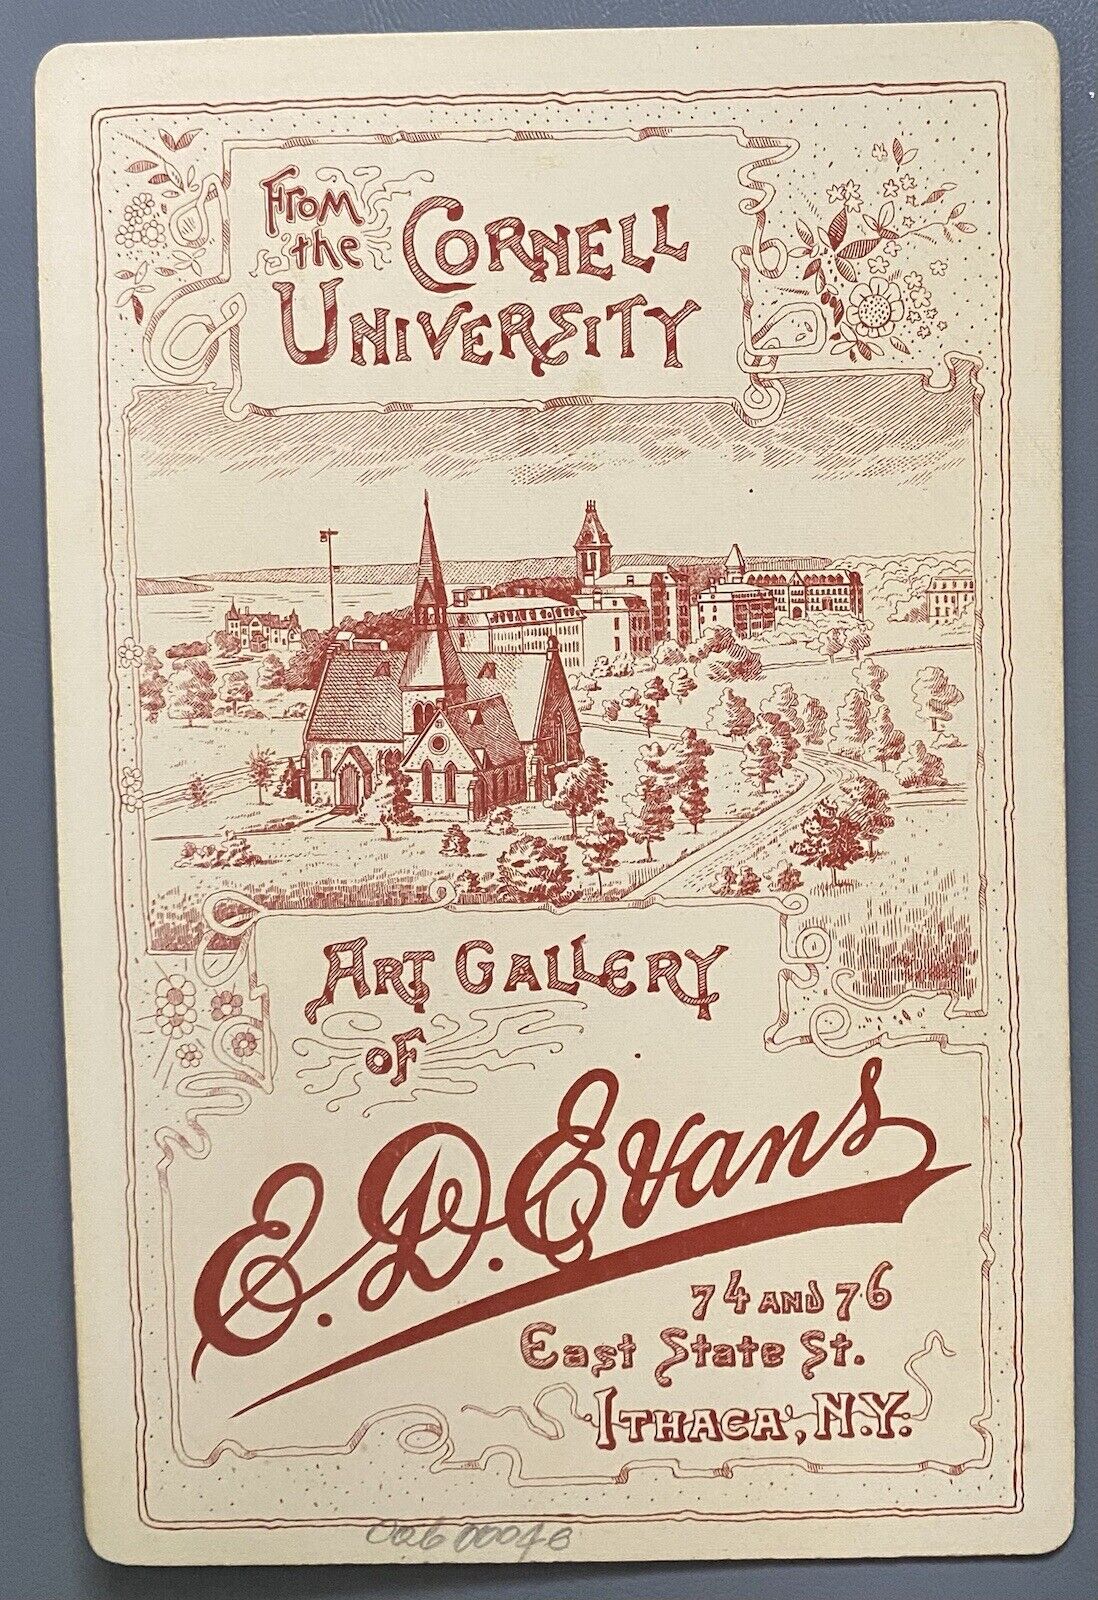 From
the CORNELL
UNIVERSITY
ART GALLERY
OF
E. D. Evans
74 AND 76
East State St.
ITHACA, N.Y.